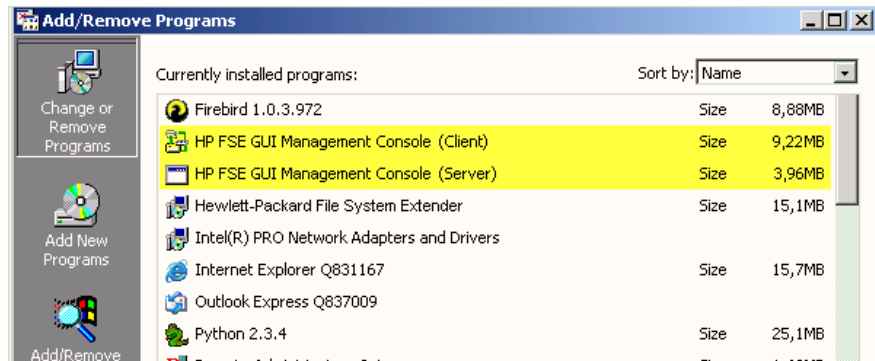 Add/Remove Programs
Change or
Remove
Programs
Add New
Programs
Add/Remove
Currently installed programs:
Sort by: Name
Firebird 1.0.3.972 Size 8,88MB
HP FSE GUI Management Console (Client) Size 9,22MB
HP FSE GUI Management Console (Server) Size 3,96MB
Hewlett-Packard File System Extender Size 15,1MB
Intel(R) PRO Network Adapters and Drivers
Internet Explorer Q831167 Size 15,7MB
Outlook Express Q837009
Python 2.3.4 Size 25,1MB